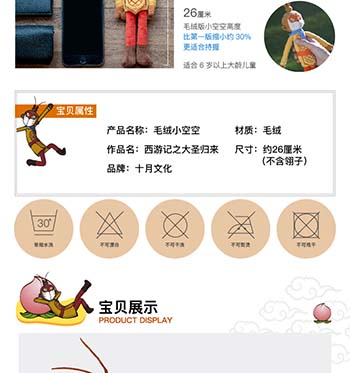 26厘米
毛绒版小空空高度
比第一版缩小约 30%
更适合持握
适合 6 岁以上大龄儿童
宝贝属性
产品名称：毛绒小空空
材质：毛绒
作品名：西游记之大圣归来
尺寸：约26厘米
(不含翎子)
品牌：十月文化
30°
常规水洗
不可漂白
不可干洗
不可熨烫
不可拧干
宝贝展示
PRODUCT DISPLAY